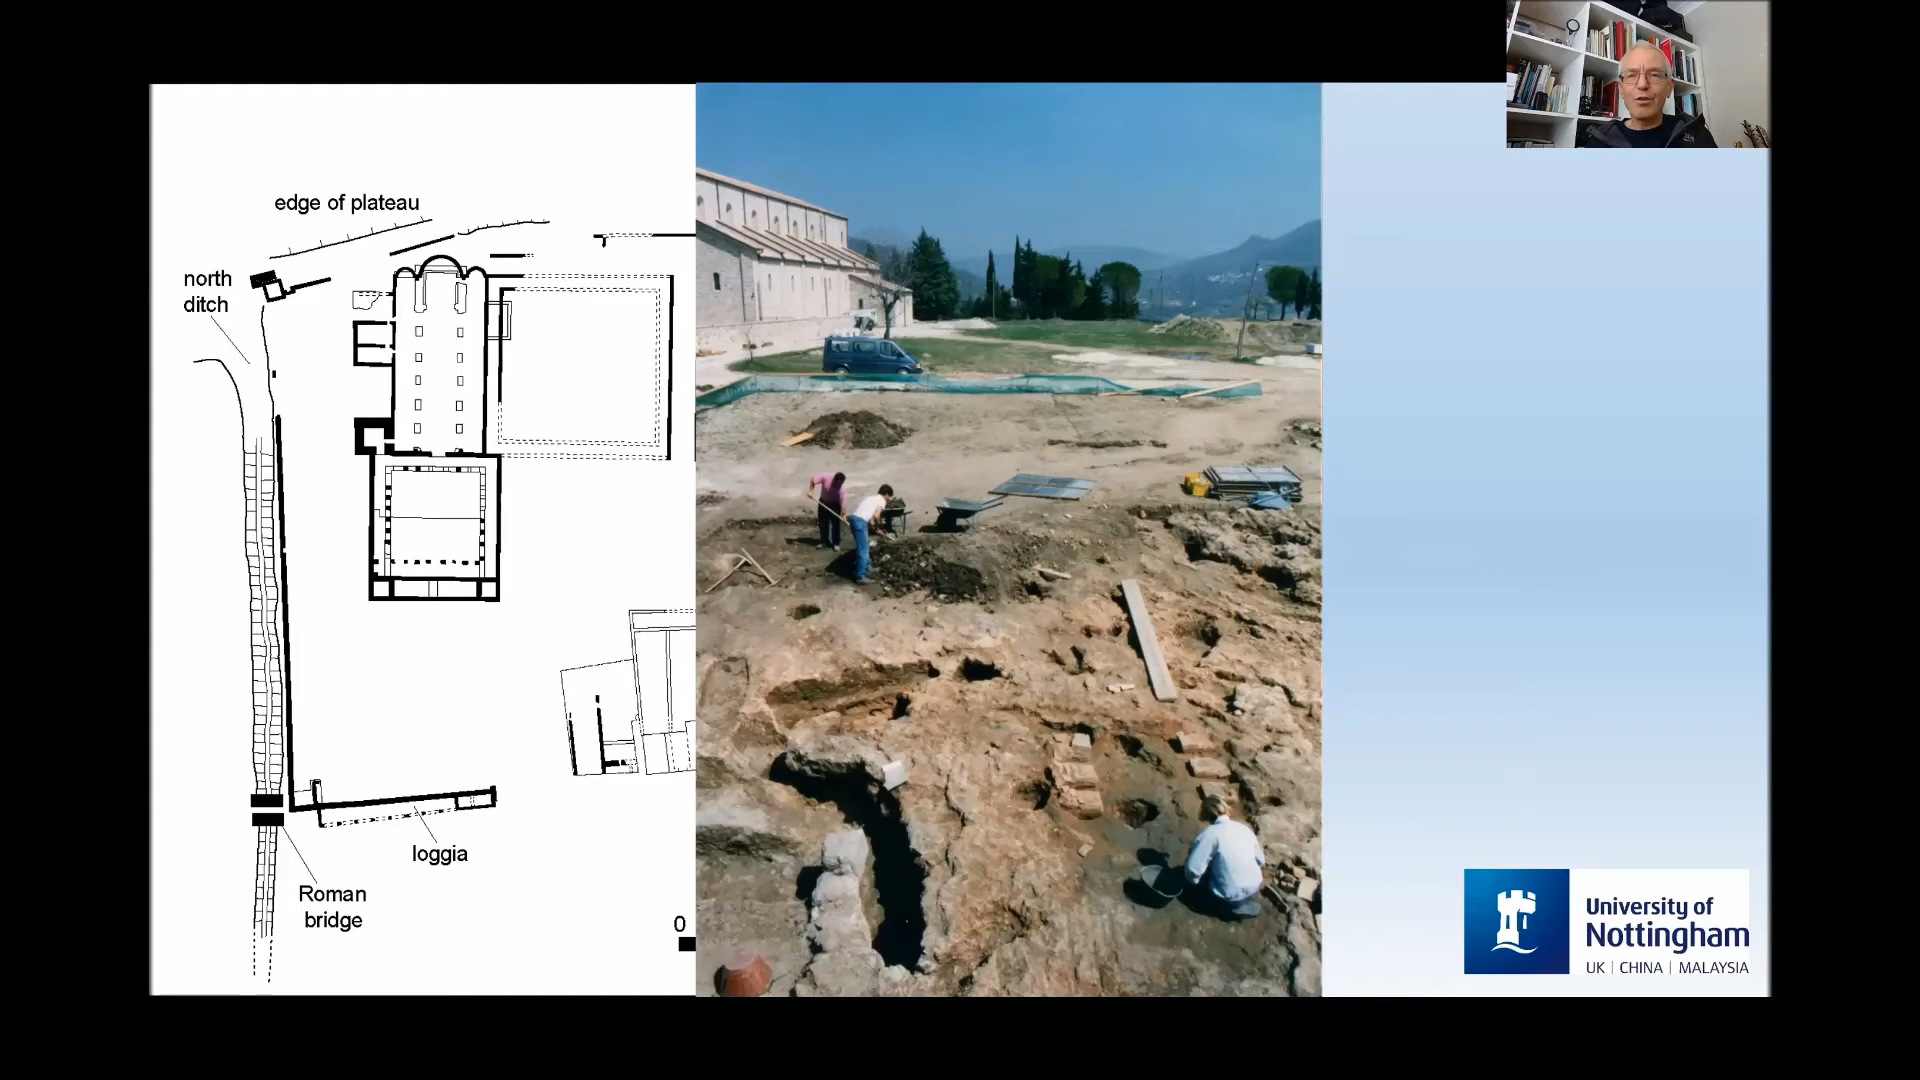 edge of plateau
north
ditch
loggia
Roman
bridge
0
University of
Nottingham
UK | CHINA | MALAYSIA